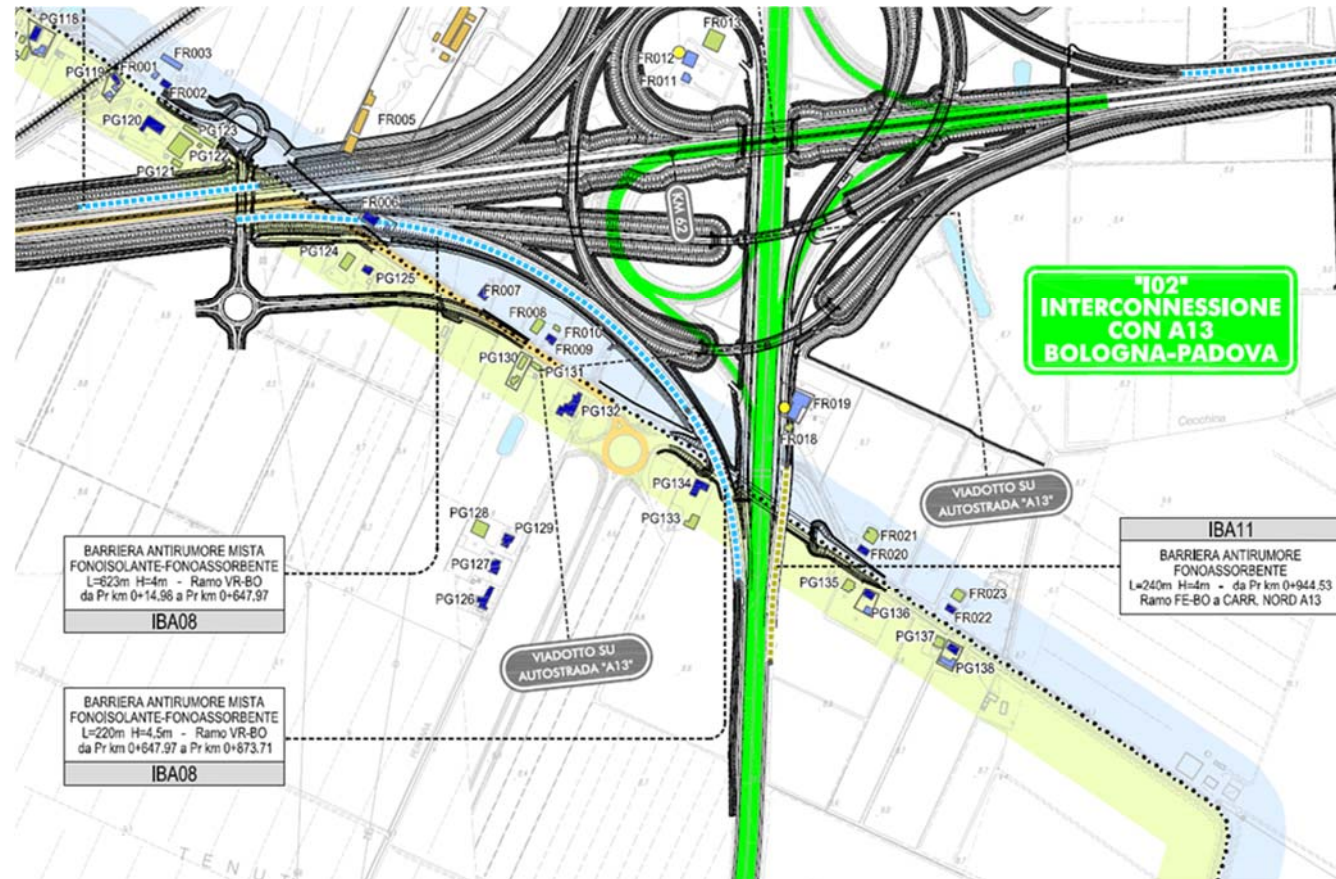 PG118
FR013
FR003
FR012
PG119
FR001
FR011
FR002
PG120
FR005
PG123
PG122
PG121
KM 62
FR006
PG124
PG125
FR007
"I02"
INTERCONNESSIONE
CON A13
BOLOGNA-PADOVA
FR008
FR010
FR009
PG130
PG131
PG132
FR019
Cecchina
FR018
PG134
VIADOTTO SU
AUTOSTRADA "A13"
PG128
PG133
PG129
FR021
FR020
IBA11
BARRIERA ANTIRUMORE
FONOASSORBENTE
L=240m H=4m - da Pr km 0+944.53
Ramo FE-BO a CARR. NORD A13
BARRIERA ANTIRUMORE MISTA
FONOISOLANTE-FONOASSORBENTE
L=623m H=4m - Ramo VR-BO
da Pr km 0+14,98 a Pr km 0+647,97
IBA08
PG127
PG126
PG135
PG136
FR023
FR022
PG137
PG138
VIADOTTO SU
AUTOSTRADA "A13"
BARRIERA ANTIRUMORE MISTA
FONOISOLANTE-FONOASSORBENTE
L=220m H=4,5m - Ramo VR-BO
da Pr km 0+647.97 a Pr km 0+873.71
IBA08
TENUT